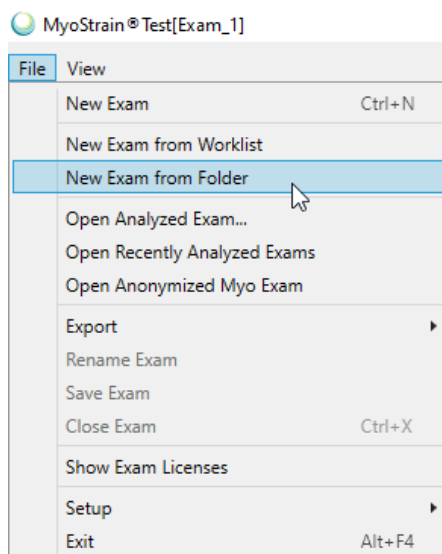 MyoStrain® Test[Exam_1]
File View
New Exam Ctrl+N
New Exam from Worklist
New Exam from Folder
Open Analyzed Exam...
Open Recently Analyzed Exams
Open Anonymized Myo Exam
Export
Rename Exam
Save Exam
Close Exam Ctrl+X
Show Exam Licenses
Setup
Exit Alt+F4